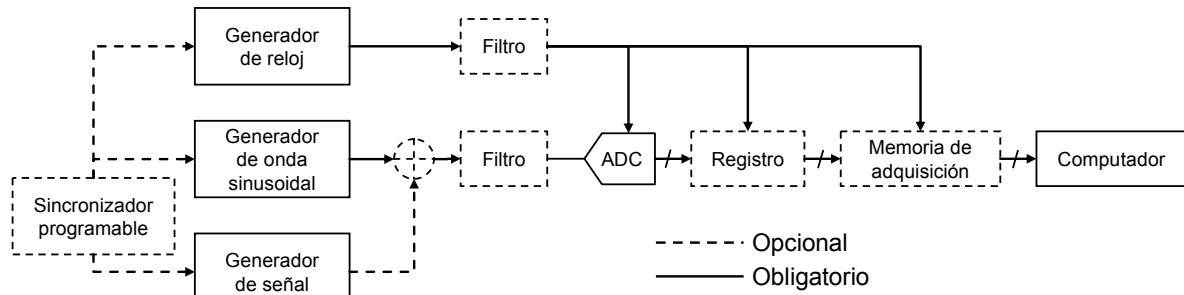 Generador
de reloj
Filtro
Generador
de onda
sinusoidal
Filtro
ADC
Registro
Memoria de
adquisición
Computador
Sincronizador
programable
Generador
de señal
Opcional
Obligatorio